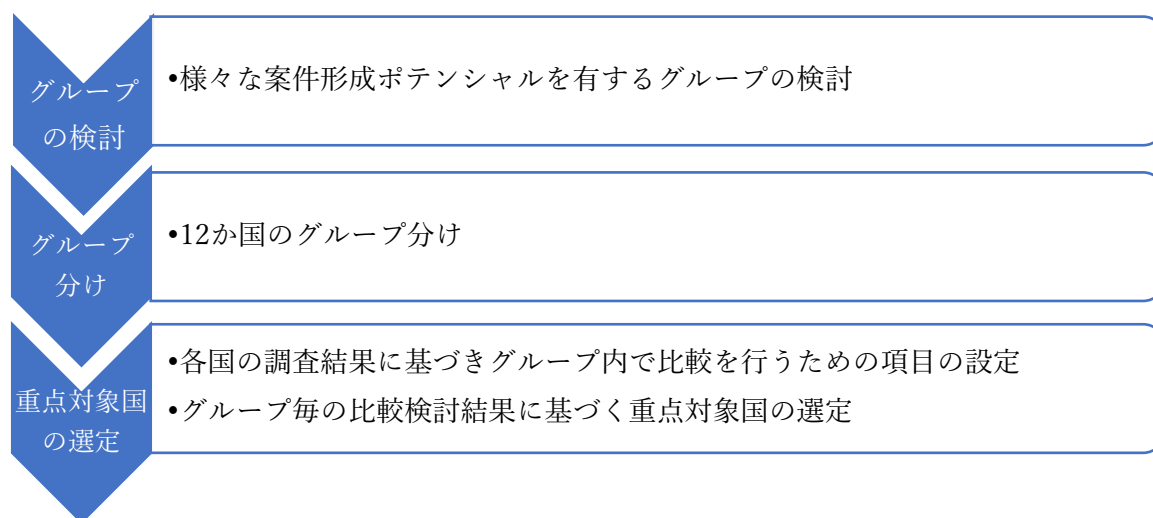 グループ
の検討
•様々な案件形成ポテンシャルを有するグループの検討
グループ
分け
•12か国のグループ分け
重点対象国
の選定
•各国の調査結果に基づきグループ内で比較を行うための項目の設定
•グループ毎の比較検討結果に基づく重点対象国の選定